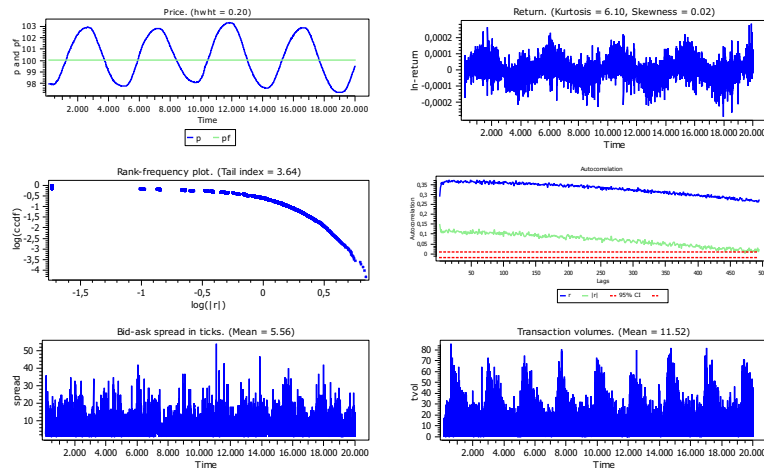 Price. (hwht = 0.20)
p and pf
103
102
101
100
99
98
2.000 4.000 6.000 8.000 10.000 12.000 14.000 16.000 18.000 20.000
Time
p pf
Return. (Kurtosis = 6.10, Skewness = 0.02)
ln-return
0,0002
0,0001
0
-0,0001
-0,0002
2.000 4.000 6.000 8.000 10.000 12.000 14.000 16.000 18.000 20.000
Time
Rank-frequency plot. (Tail index = 3.64)
log(ccdf)
0
-0,5
-1
-1,5
-2
-2,5
-3
-3,5
-4
-1,5 -1 -0,5 0 0,5
log(|r|)
Autocorrelation
Autocorrelation
0,35
0,3
0,25
0,2
0,15
0,1
0,05
0
50 100 150 200 250 300 350 400 450 50
Lags
r |r| 95% CI
Bid-ask spread in ticks. (Mean = 5.56)
spread
50
40
30
20
10
2.000 4.000 6.000 8.000 10.000 12.000 14.000 16.000 18.000 20.000
Time
Transaction volumes. (Mean = 11.52)
tvol
80
70
60
50
40
30
20
10
0
2.000 4.000 6.000 8.000 10.000 12.000 14.000 16.000 18.000 20.000
Time